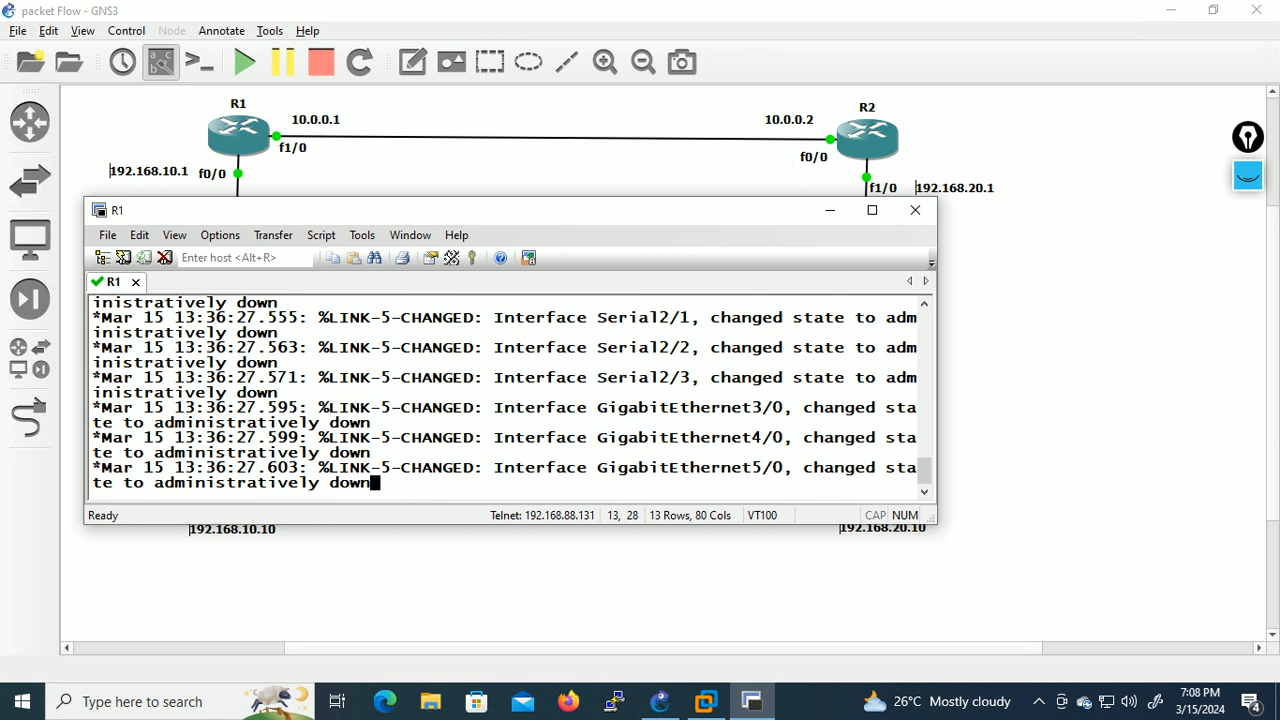 packet Flow - GNS3
File Edit View Control Node Annotate Tools Help
R1
R2
10.0.0.1
10.0.0.2
f1/0
f0/0
192.168.10.1
f0/0
f1/0
192.168.20.1
R1
File Edit View Options Transfer Script Tools Window Help
Enter host <Alt+R>
R1
inistratively down
*Mar 15 13:36:27.555: %LINK-5-CHANGED: Interface Serial2/1, changed state to adm
inistratively down
*Mar 15 13:36:27.563: %LINK-5-CHANGED: Interface Serial2/2, changed state to adm
inistratively down
*Mar 15 13:36:27.571: %LINK-5-CHANGED: Interface Serial2/3, changed state to adm
inistratively down
*Mar 15 13:36:27.595: %LINK-5-CHANGED: Interface GigabitEthernet3/0, changed sta
te to administratively down
*Mar 15 13:36:27.599: %LINK-5-CHANGED: Interface GigabitEthernet4/0, changed sta
te to administratively down
*Mar 15 13:36:27.603: %LINK-5-CHANGED: Interface GigabitEthernet5/0, changed sta
te to administratively down
Ready Telnet: 192.168.88.131 13, 28 13 Rows, 80 Cols VT100 CAP NUM
192.168.10.10
192.168.20.10
Type here to search
26°C Mostly cloudy
7:08 PM
3/15/2024
4